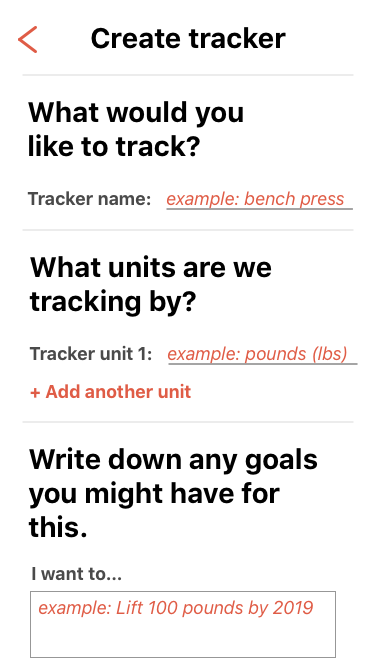 Create tracker
What would you
like to track?
Tracker name: example: bench press
What units are we
tracking by?
Tracker unit 1: example: pounds (lbs)
+ Add another unit
Write down any goals
you might have for
this.
I want to...
example: Lift 100 pounds by 2019